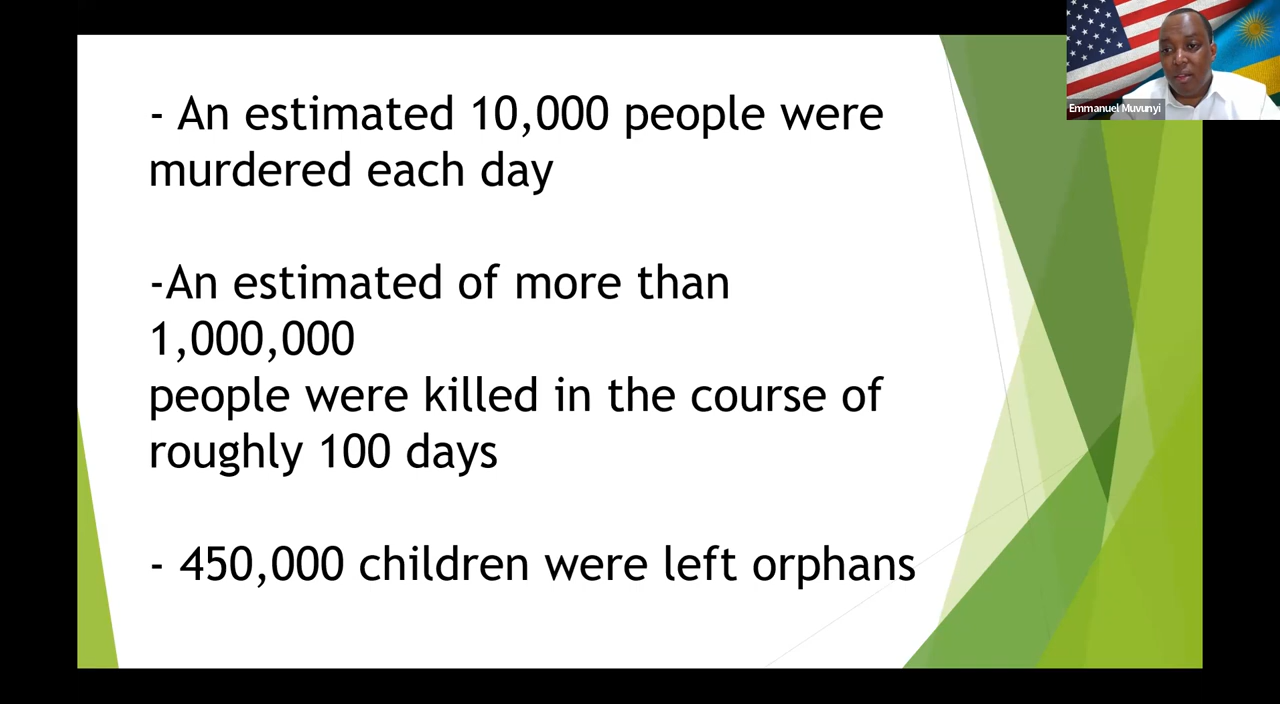 - An estimated 10,000 people were
murdered each day
-An estimated of more than
1,000,000
people were killed in the course of
roughly 100 days
- 450,000 children were left orphans
Emmanuel Muvunyi